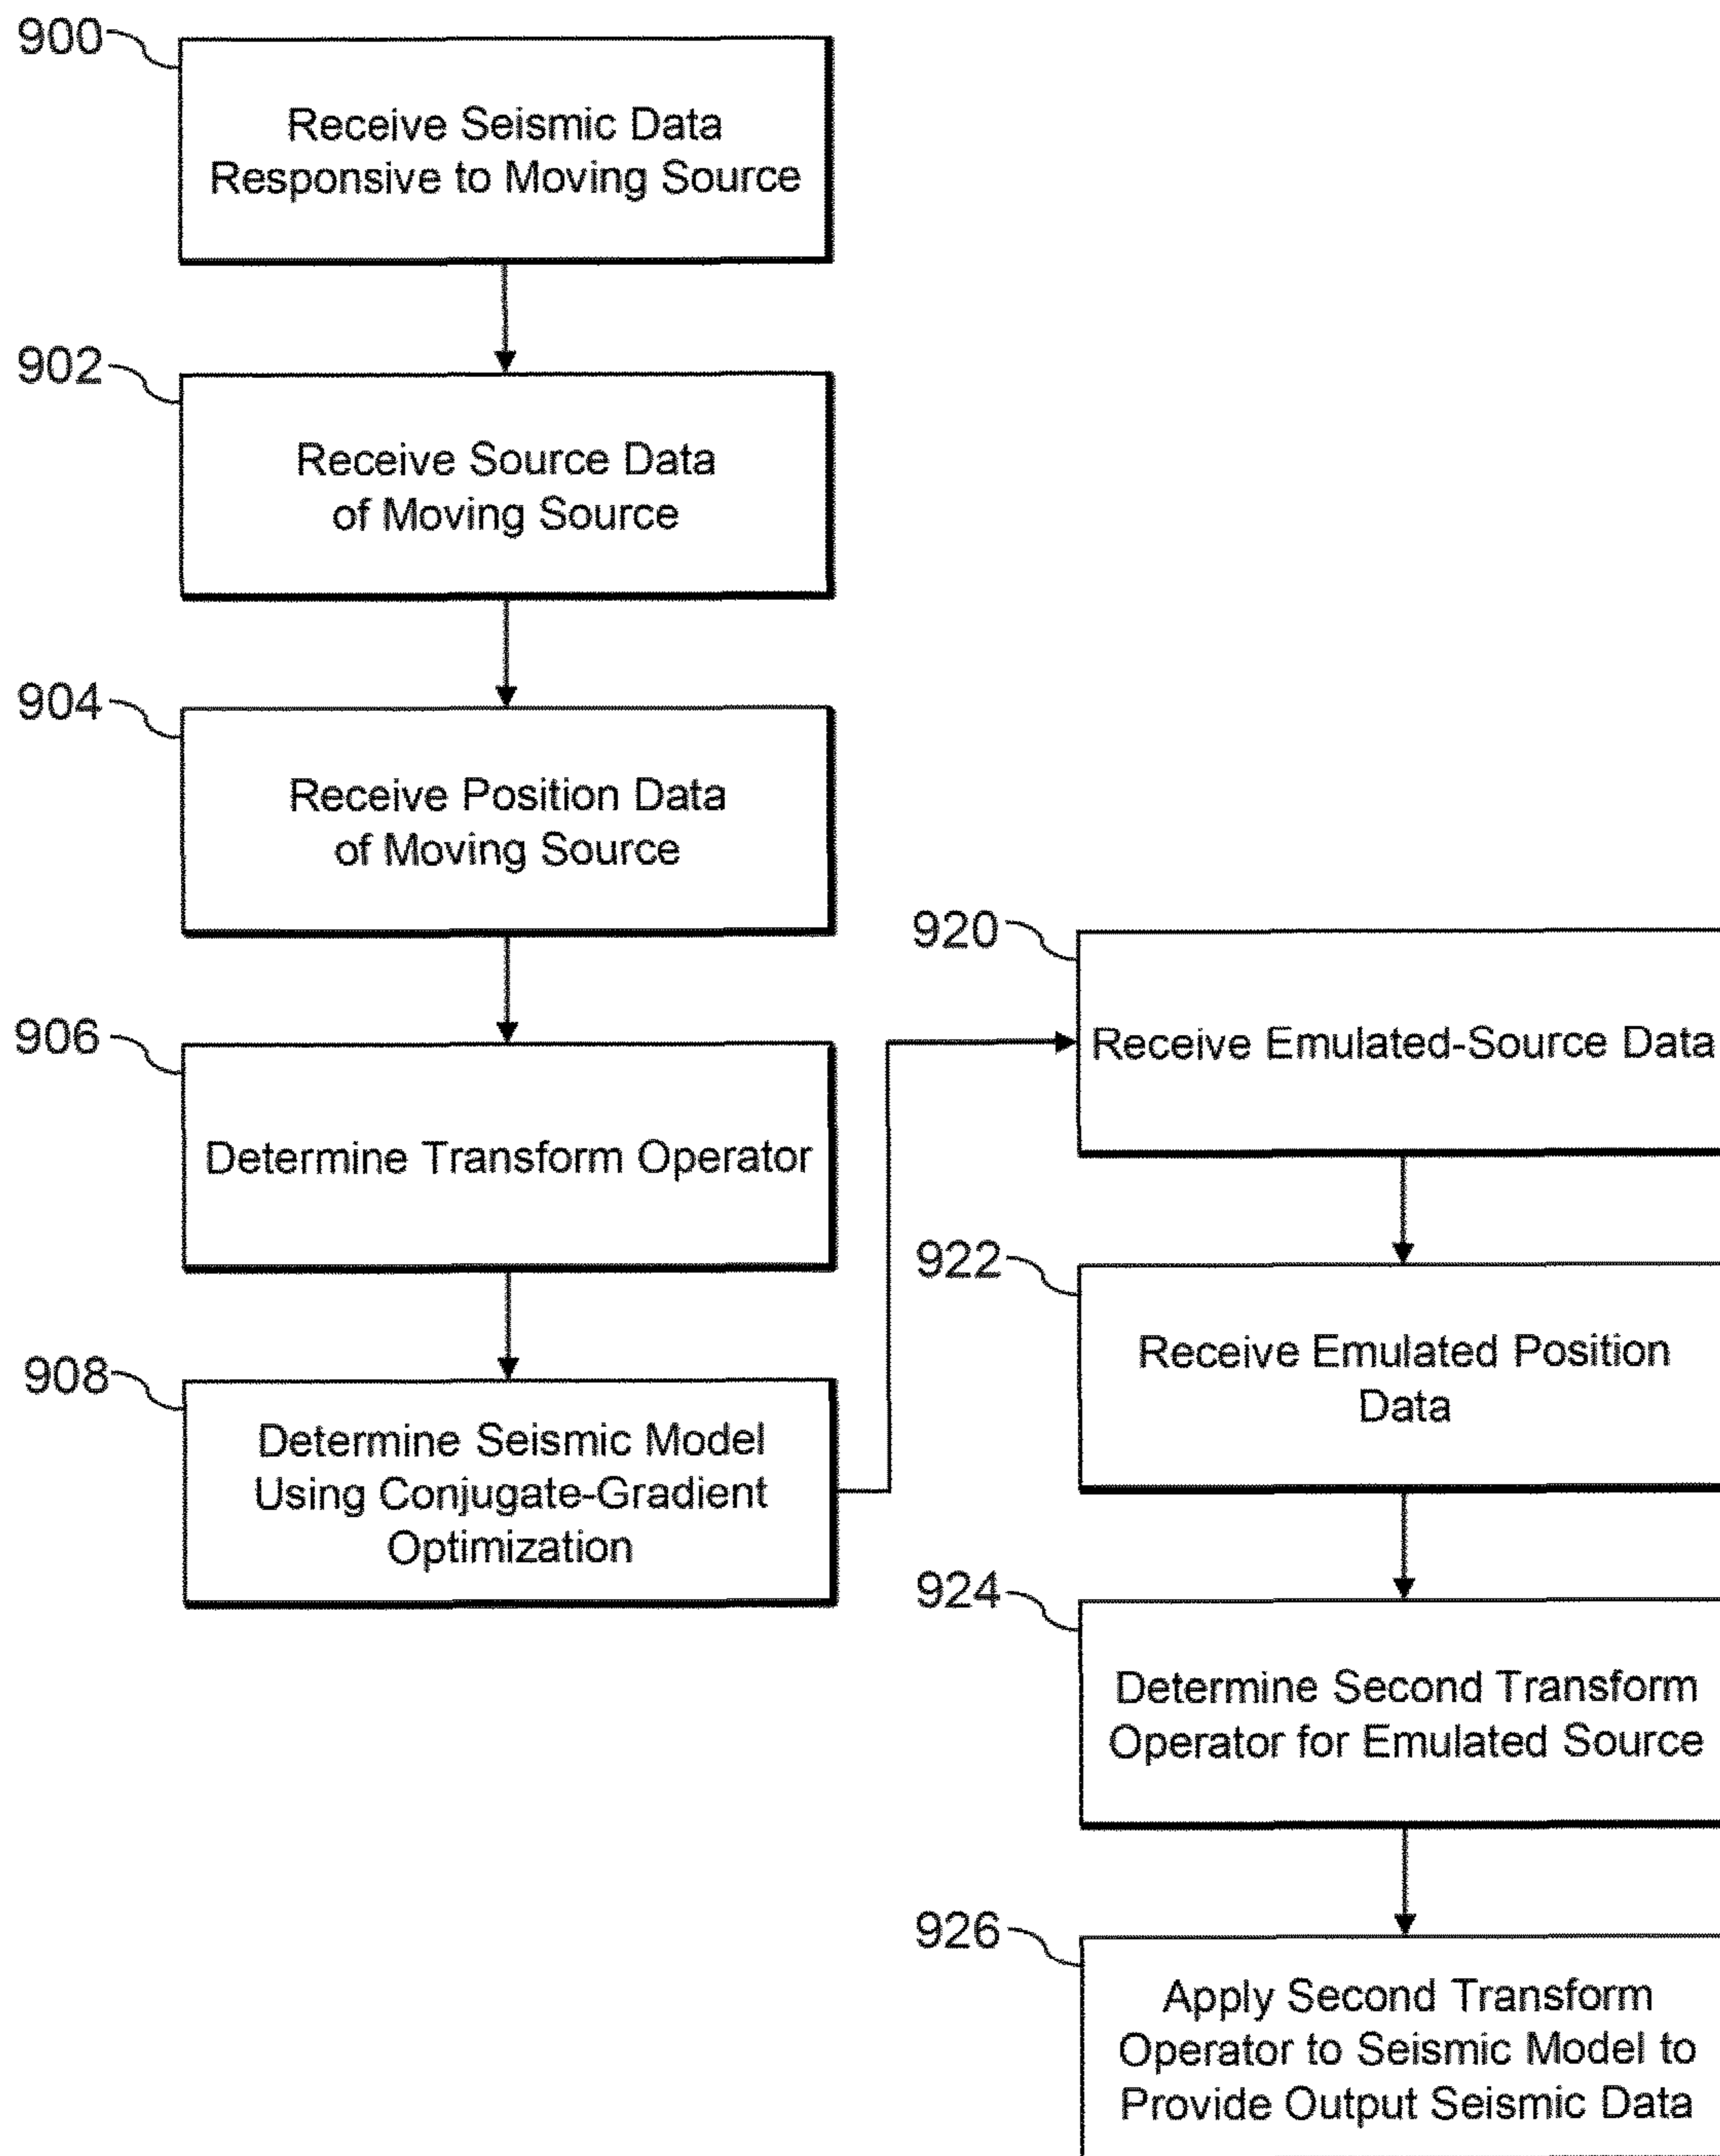 900
Receive Seismic Data
Responsive to Moving Source
902
Receive Source Data
of Moving Source
904
Receive Position Data
of Moving Source
906
Determine Transform Operator
908
Determine Seismic Model
Using Conjugate-Gradient
Optimization
920
Receive Emulated-Source Data
922
Receive Emulated Position
Data
924
Determine Second Transform
Operator for Emulated Source
926
Apply Second Transform
Operator to Seismic Model to
Provide Output Seismic Data